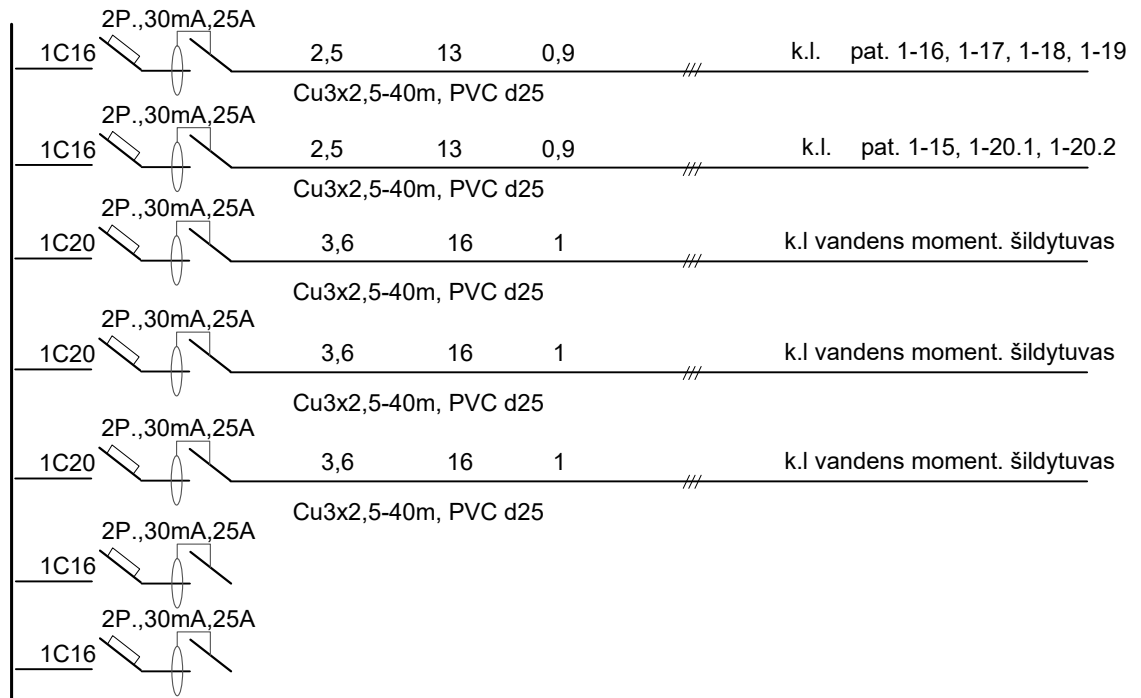 2P.,30mA,25A
1C16 2,5 13 0,9 k.l. pat. 1-16, 1-17, 1-18, 1-19
Cu3x2,5-40m, PVC d25
2P.,30mA,25A
1C16 2,5 13 0,9 k.l. pat. 1-15, 1-20.1, 1-20.2
Cu3x2,5-40m, PVC d25
2P.,30mA,25A
1C20 3,6 16 1 k.l vandens moment. šildytuvas
Cu3x2,5-40m, PVC d25
2P.,30mA,25A
1C20 3,6 16 1 k.l vandens moment. šildytuvas
Cu3x2,5-40m, PVC d25
2P.,30mA,25A
1C20 3,6 16 1 k.l vandens moment. šildytuvas
Cu3x2,5-40m, PVC d25
2P.,30mA,25A
1C16
2P.,30mA,25A
1C16